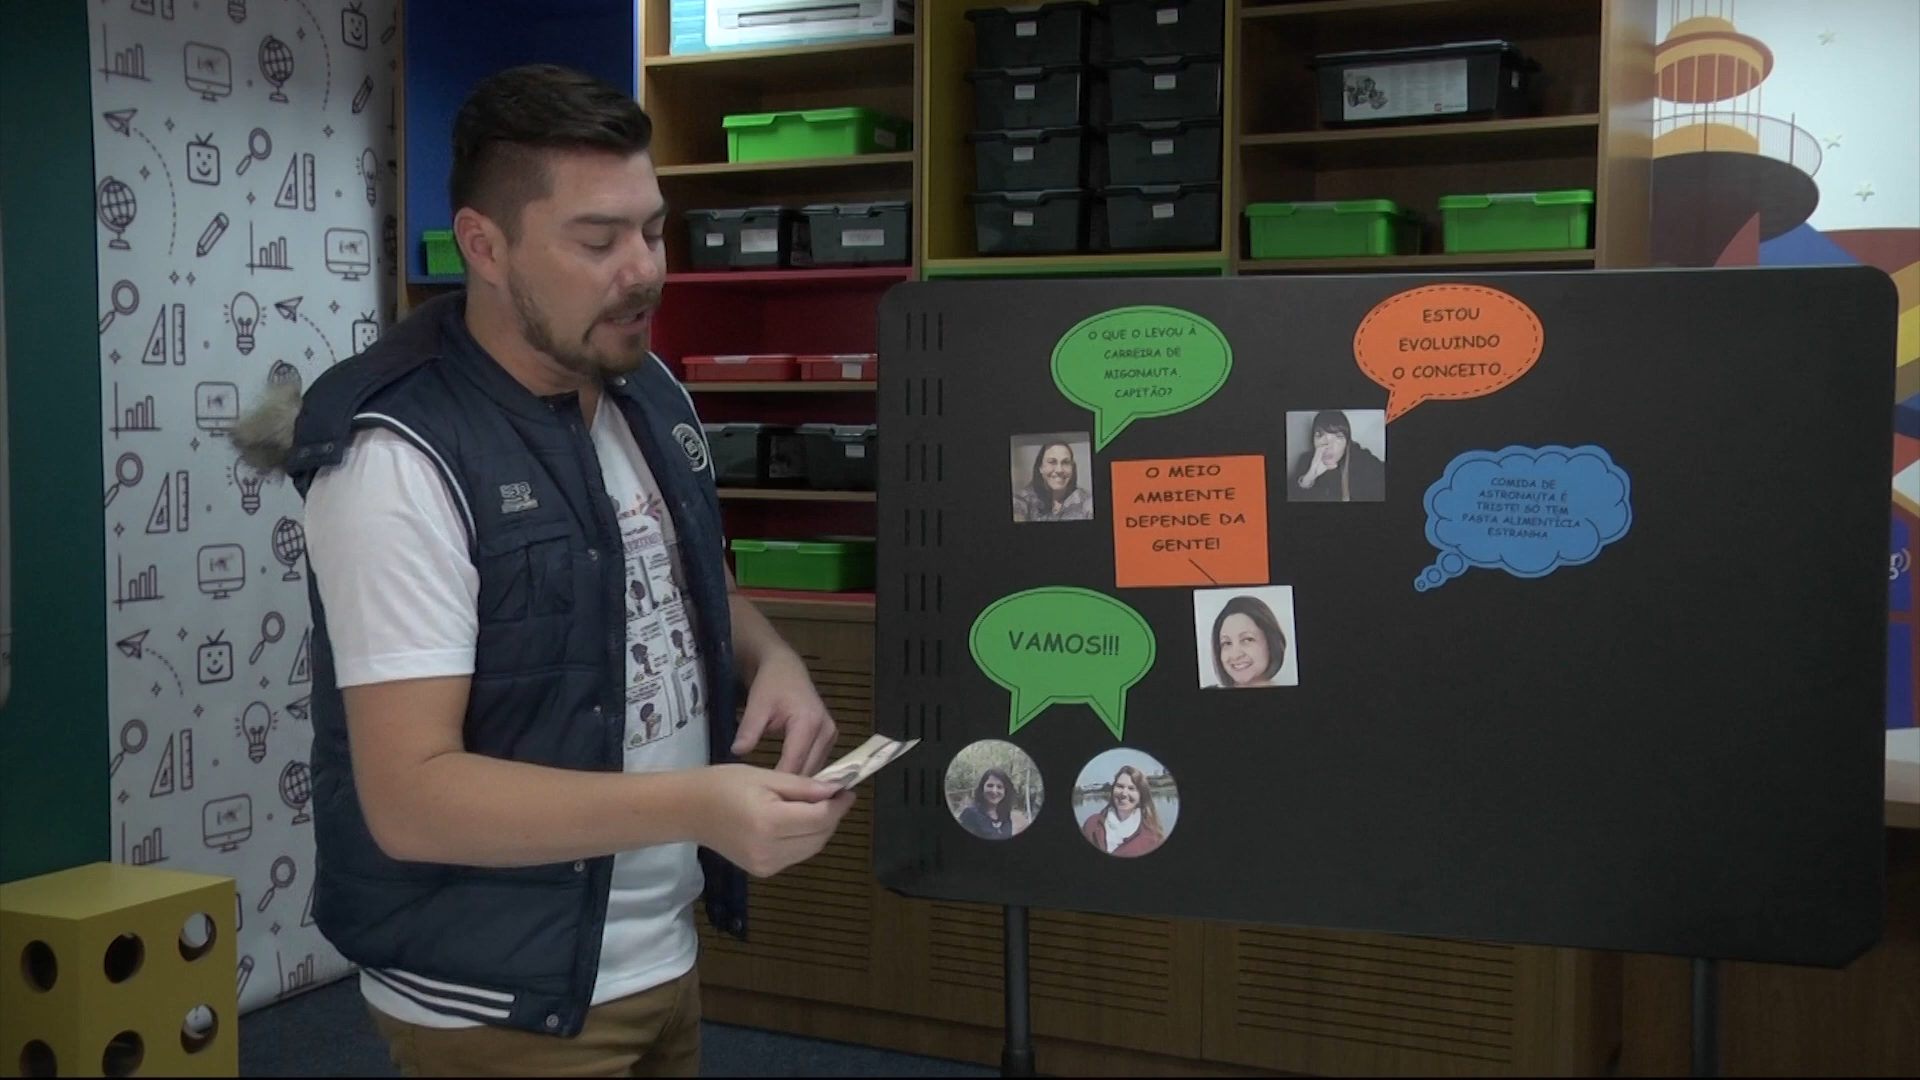 O QUE O LEVOU À
CARREIRA DE
MIGONAUTA,
CAPITÃO?
ESTOU
EVOLUINDO
O CONCEITO.
O MEIO
AMBIENTE
DEPENDE DA
GENTE!
COMIDA DE
ASTRONAUTA É
TRISTE! SÓ TEM
PASTA ALIMENTÍCIA
ESTRANHA
VAMOS!!!